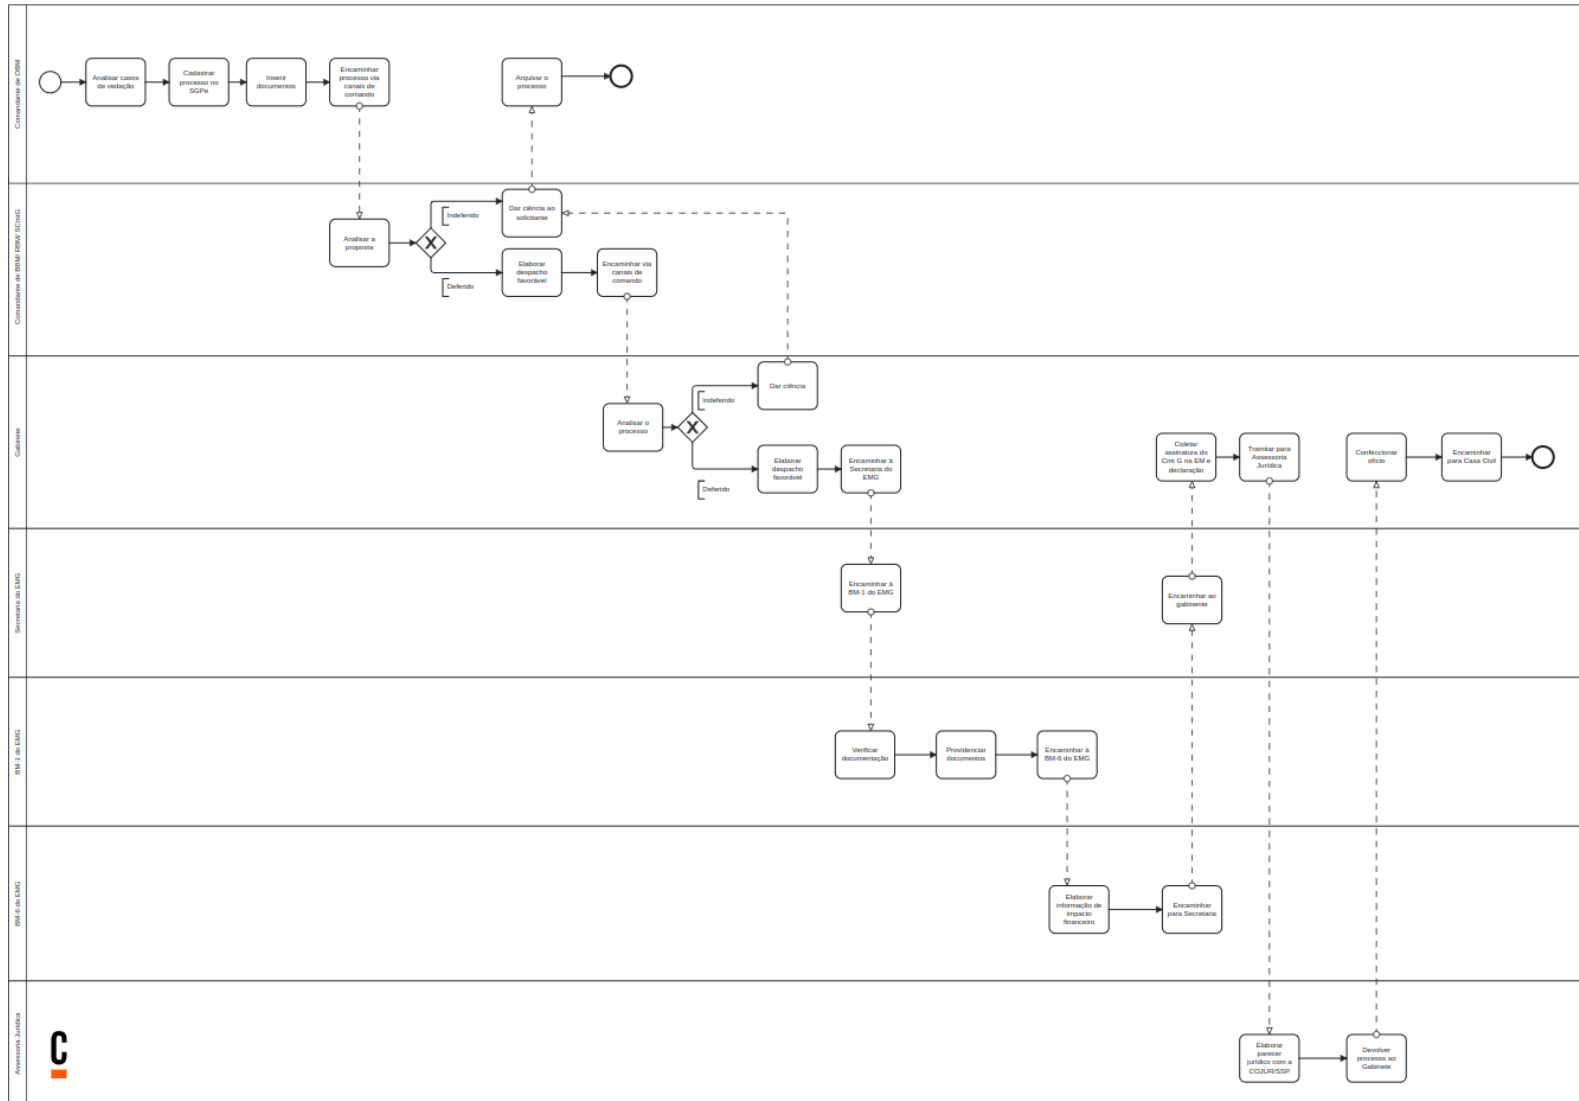 Comandante de OBM
Analisar casos
de vedação
Cadastrar
processo no
SGPe
Inserir
documentos
Encaminhar
processo via
canais de
comando
Arquivar o
processo
Comandante de BBM/ RBM/ SCmtG
Analisar a
proposta
Indeferido
Deferido
Dar ciência ao
solicitante
Elaborar
despacho
favorável
Encaminhar via
canais de
comando
Gabinete
Analisar o
processo
Indeferido
Deferido
Dar ciência
Elaborar
despacho
favorável
Encaminhar à
Secretaria do
EMG
Coletar
assinatura do
Cmt G na EM e
declaração
Tramitar para
Assessoria
Jurídica
Confeccionar
ofício
Encaminhar
para Casa Civil
Secretaria do EMG
Encaminhar à
BM-1 do EMG
Encaminhar ao
gabinente
BM-1 do EMG
Verificar
documentação
Providenciar
documentos
Encaminhar à
BM-6 do EMG
BM-6 do EMG
Elaborar
informação de
impacto
financeiro
Encaminhar
para Secretaria
Assessoria Jurídica
C
Elaborar
parecer
jurídico com a
COJUR/SSP
Devolver
processo ao
Gabinete